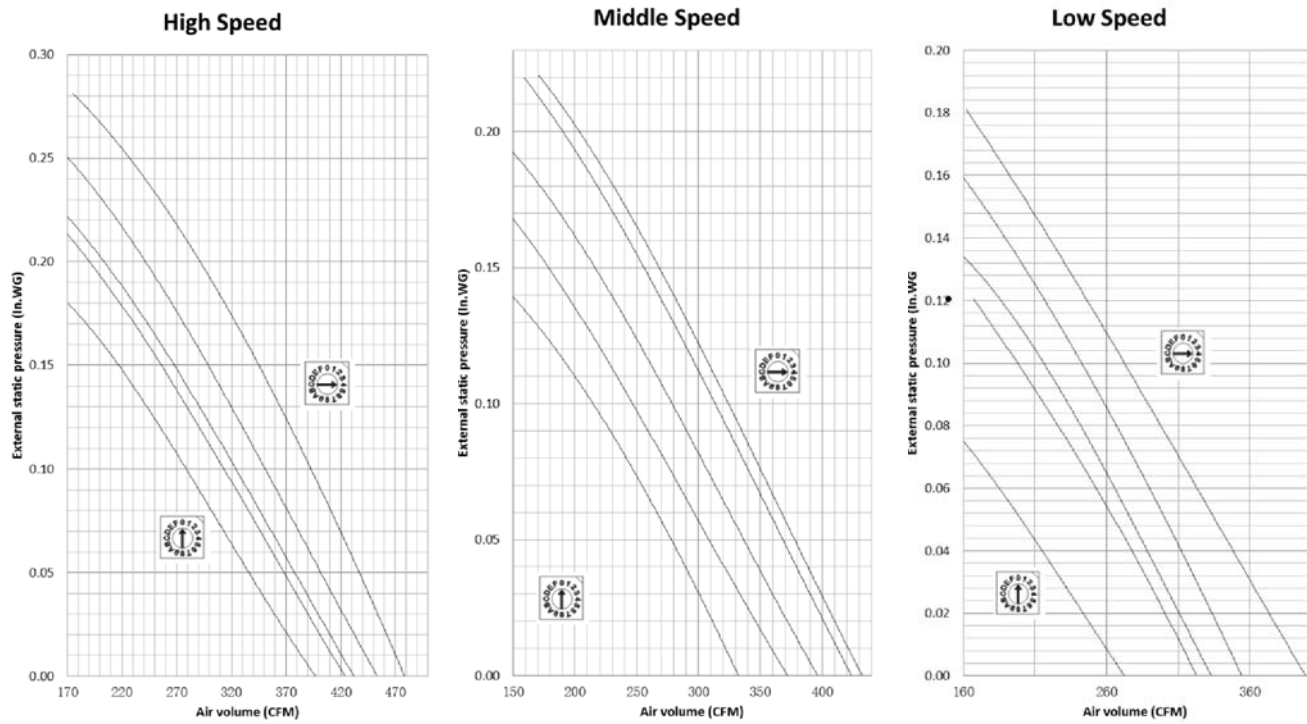 High Speed
External static pressure (In.WG)
0.30
0.25
0.20
0.15
0.10
0.05
0.00
170 220 270 320 370 420 470
Air volume (CFM)
Middle Speed
External static pressure (In.WG)
0.20
0.15
0.10
0.05
0.00
150 200 250 300 350 400
Air volume (CFM)
Low Speed
External static pressure (In.WG)
0.20
0.18
0.16
0.14
0.12
0.10
0.08
0.06
0.04
0.02
0.00
160 260 360
Air volume (CFM)